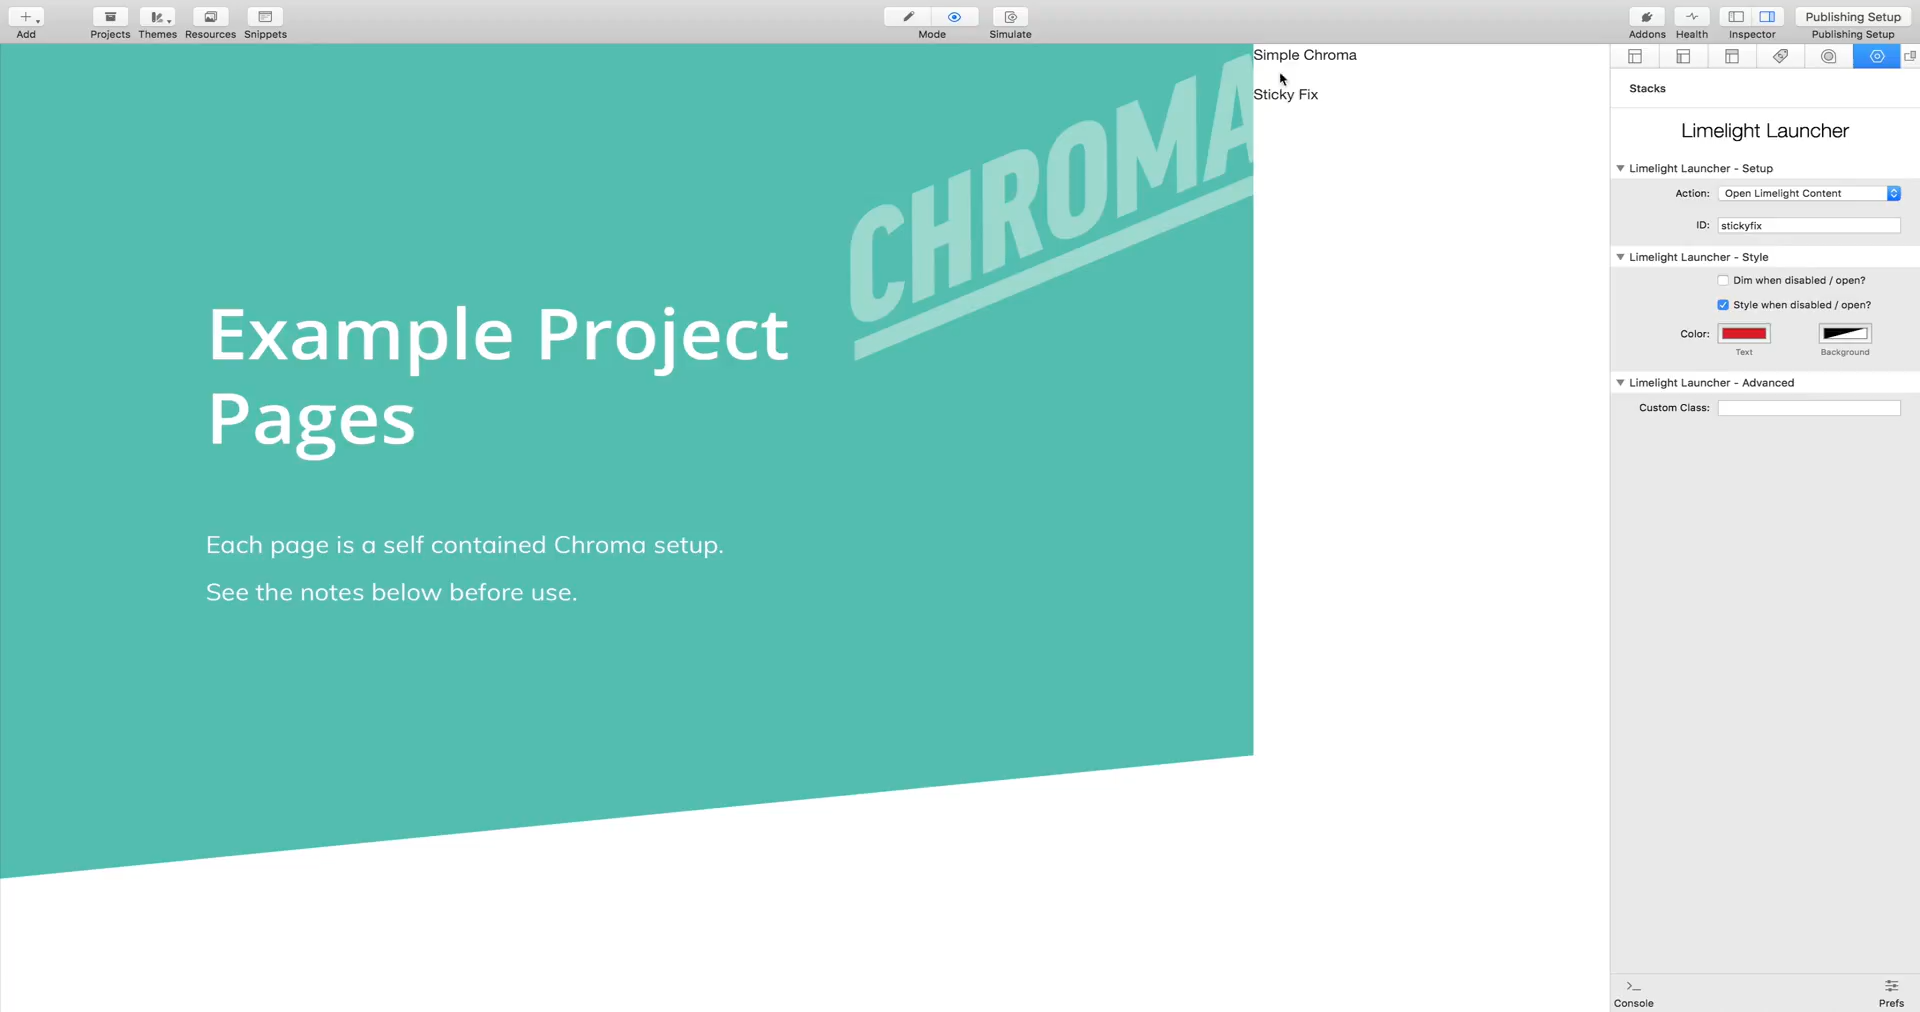 Add
Projects
Themes
Resources
Snippets
Mode
Simulate
Addons
Health
Inspector
Publishing Setup
Publishing Setup
CHROMA
Example Project
Pages
Each page is a self contained Chroma setup.
See the notes below before use.
Simple Chroma
Sticky Fix
Stacks
Limelight Launcher
Limelight Launcher - Setup
Action: Open Limelight Content
ID: stickyfix
Limelight Launcher - Style
Dim when disabled / open?
Style when disabled / open?
Color:
Text
Background
Limelight Launcher - Advanced
Custom Class:
Console
Prefs